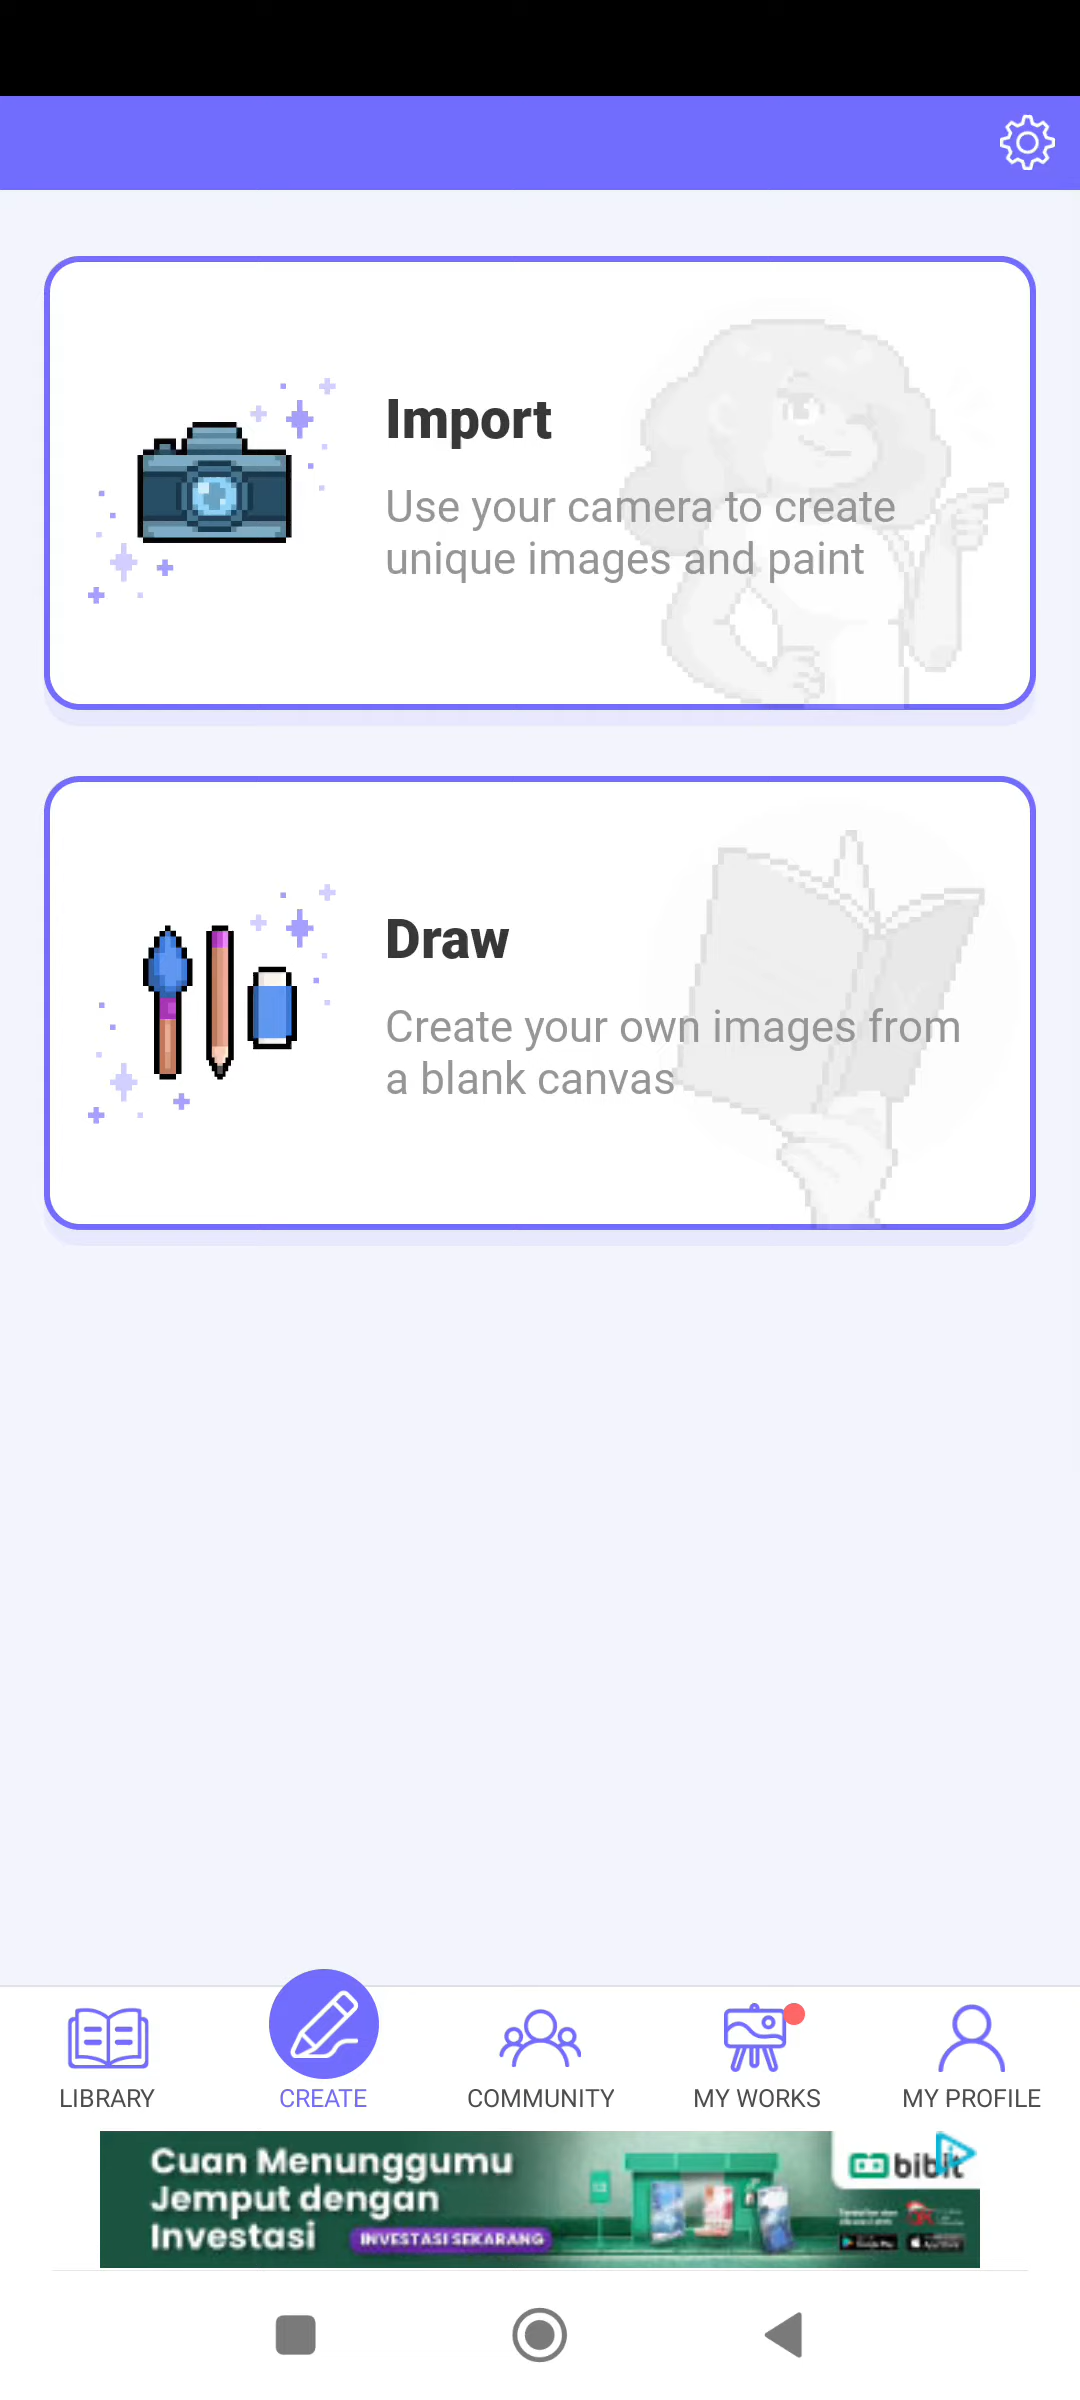 Import
Use your camera to create
unique images and paint
Draw
Create your own images from
a blank canvas
LIBRARY
CREATE
COMMUNITY
MY WORKS
MY PROFILE
Cuan Menunggumu
Jemput dengan
Investasi
INVESTASI SEKARANG
bibit